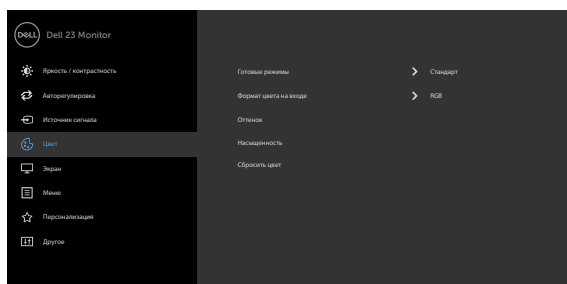 DELL Dell 23 Monitor
Яркость / контрастность
Авторегулировка
Источник сигнала
Цвет
Экран
Меню
Персонализация
Другое
Готовые режимы > Стандарт
Формат цвета на входе > RGB
Оттенок
Насыщенность
Сбросить цвет